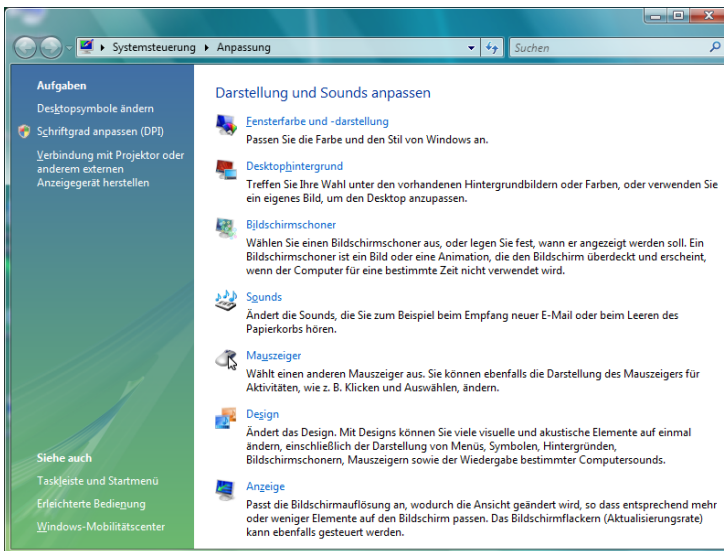 Systemsteuerung ▸ Anpassung
Suchen
Aufgaben
Desktopsymbole ändern
Schriftgrad anpassen (DPI)
Verbindung mit Projektor oder
anderem externen
Anzeigegerät herstellen
Siehe auch
Taskleiste und Startmenü
Erleichterte Bedienung
Windows-Mobilitätscenter
Darstellung und Sounds anpassen
Fensterfarbe und -darstellung
Passen Sie die Farbe und den Stil von Windows an.
Desktophintergrund
Treffen Sie Ihre Wahl unter den vorhandenen Hintergrundbildern oder Farben, oder verwenden Sie
ein eigenes Bild, um den Desktop anzupassen.
Bildschirmschoner
Wählen Sie einen Bildschirmschoner aus, oder legen Sie fest, wann er angezeigt werden soll. Ein
Bildschirmschoner ist ein Bild oder eine Animation, die den Bildschirm überdeckt und erscheint,
wenn der Computer für eine bestimmte Zeit nicht verwendet wird.
Sounds
Ändert die Sounds, die Sie zum Beispiel beim Empfang neuer E-Mail oder beim Leeren des
Papierkorbs hören.
Mauszeiger
Wählt einen anderen Mauszeiger aus. Sie können ebenfalls die Darstellung des Mauszeigers für
Aktivitäten, wie z. B. Klicken und Auswählen, ändern.
Design
Ändert das Design. Mit Designs können Sie viele visuelle und akustische Elemente auf einmal
ändern, einschließlich der Darstellung von Menüs, Symbolen, Hintergründen,
Bildschirmschonern, Mauszeigern sowie der Wiedergabe bestimmter Computersounds.
Anzeige
Passt die Bildschirmauflösung an, wodurch die Ansicht geändert wird, so dass entsprechend mehr
oder weniger Elemente auf den Bildschirm passen. Das Bildschirmflackern (Aktualisierungsrate)
kann ebenfalls gesteuert werden.